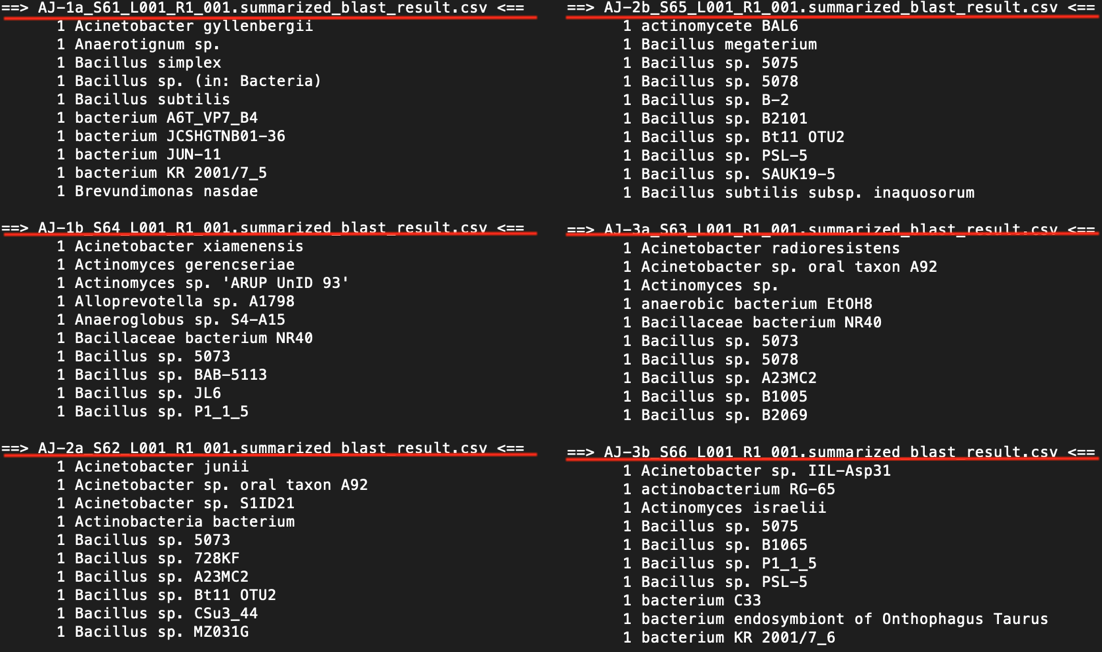 ==> AJ-1a_S61_L001_R1_001.summarized_blast_result.csv <==
1 Acinetobacter gyllenbergii
1 Anaerotignum sp.
1 Bacillus simplex
1 Bacillus sp. (in: Bacteria)
1 Bacillus subtilis
1 bacterium A6T_VP7_B4
1 bacterium JCSHGTNB01-36
1 bacterium JUN-11
1 bacterium KR 2001/7_5
1 Brevundimonas nasdae
==> AJ-1b_S64_L001_R1_001.summarized_blast_result.csv <==
1 Acinetobacter xiamenensis
1 Actinomyces gerencseriae
1 Actinomyces sp. 'ARUP UnID 93'
1 Alloprevotella sp. A1798
1 Anaeroglobus sp. S4-A15
1 Bacillaceae bacterium NR40
1 Bacillus sp. 5073
1 Bacillus sp. BAB-5113
1 Bacillus sp. JL6
1 Bacillus sp. P1_1_5
==> AJ-2a_S62_L001_R1_001.summarized_blast_result.csv <==
1 Acinetobacter junii
1 Acinetobacter sp. oral taxon A92
1 Acinetobacter sp. S1ID21
1 Actinobacteria bacterium
1 Bacillus sp. 5073
1 Bacillus sp. 728KF
1 Bacillus sp. A23MC2
1 Bacillus sp. Bt11 OTU2
1 Bacillus sp. CSu3_44
1 Bacillus sp. MZ031G
==> AJ-2b_S65_L001_R1_001.summarized_blast_result.csv <==
1 actinomycete BAL6
1 Bacillus megaterium
1 Bacillus sp. 5075
1 Bacillus sp. 5078
1 Bacillus sp. B-2
1 Bacillus sp. B2101
1 Bacillus sp. Bt11 OTU2
1 Bacillus sp. PSL-5
1 Bacillus sp. SAUK19-5
1 Bacillus subtilis subsp. inaquosorum
==> AJ-3a_S63_L001_R1_001.summarized_blast_result.csv <==
1 Acinetobacter radioresistens
1 Acinetobacter sp. oral taxon A92
1 Actinomyces sp.
1 anaerobic bacterium EtOH8
1 Bacillaceae bacterium NR40
1 Bacillus sp. 5073
1 Bacillus sp. 5078
1 Bacillus sp. A23MC2
1 Bacillus sp. B1005
1 Bacillus sp. B2069
==> AJ-3b_S66_L001_R1_001.summarized_blast_result.csv <==
1 Acinetobacter sp. IIL-Asp31
1 actinobacterium RG-65
1 Actinomyces israelii
1 Bacillus sp. 5075
1 Bacillus sp. B1065
1 Bacillus sp. P1_1_5
1 Bacillus sp. PSL-5
1 bacterium C33
1 bacterium endosymbiont of Onthophagus Taurus
1 bacterium KR 2001/7_6